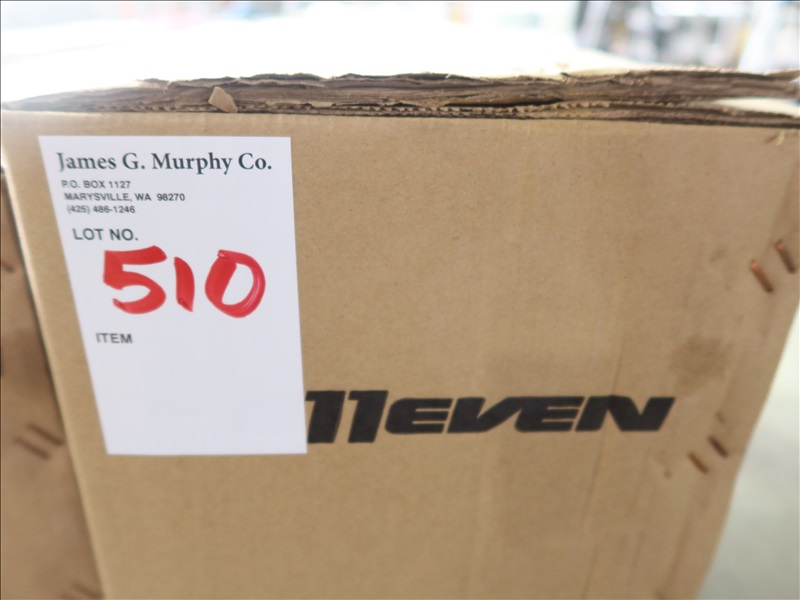 James G. Murphy Co.
P.O. BOX 1127
MARYSVILLE, WA 98270
(425) 486-1246
LOT NO.
510
ITEM
11EVEN